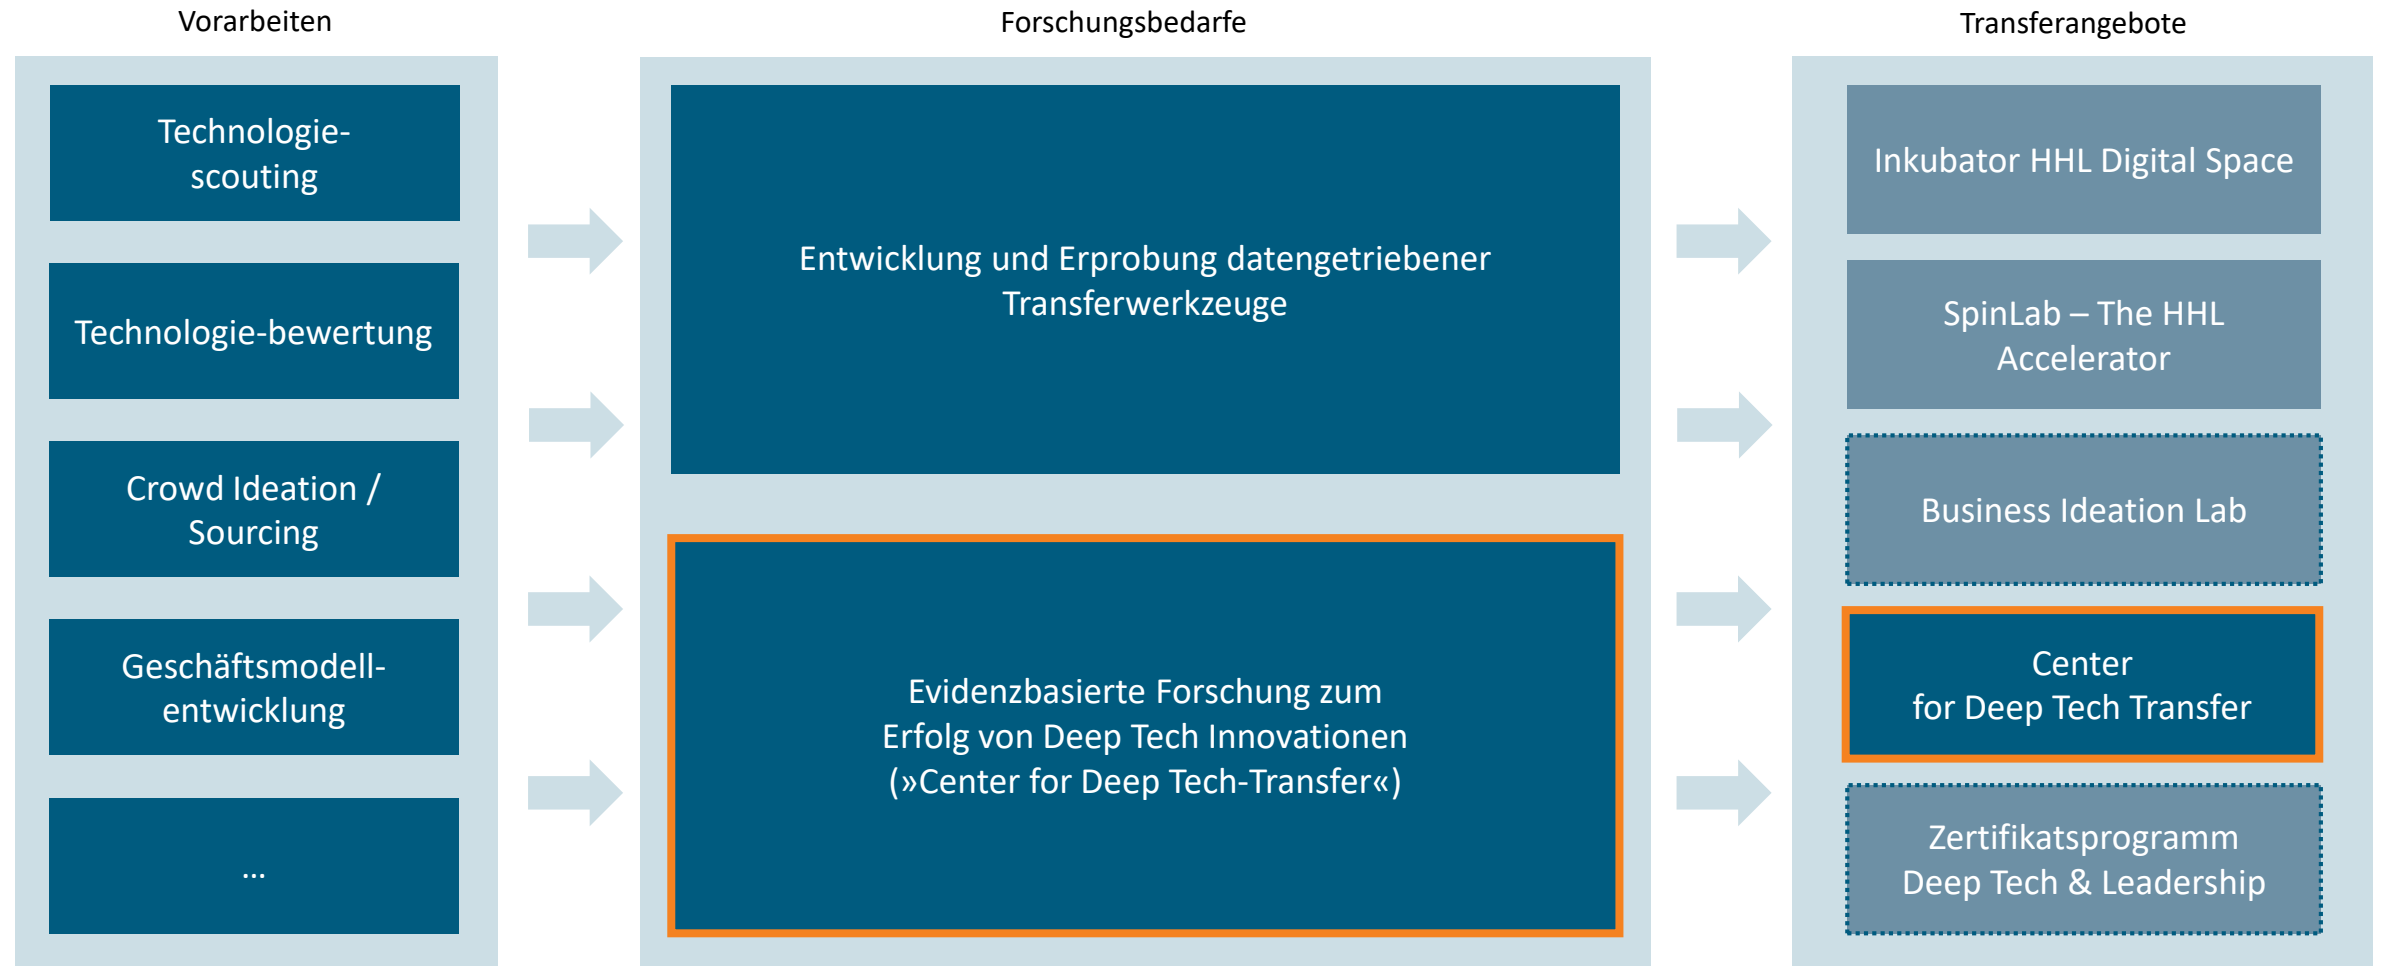 Vorarbeiten
Technologie-
scouting
Technologie-bewertung
Crowd Ideation /
Sourcing
Geschäftsmodell-
entwicklung
...
Forschungsbedarfe
Entwicklung und Erprobung datengetriebener
Transferwerkzeuge
Evidenzbasierte Forschung zum
Erfolg von Deep Tech Innovationen
(»Center for Deep Tech-Transfer«)
Transferangebote
Inkubator HHL Digital Space
SpinLab – The HHL
Accelerator
Business Ideation Lab
Center
for Deep Tech Transfer
Zertifikatsprogramm
Deep Tech & Leadership